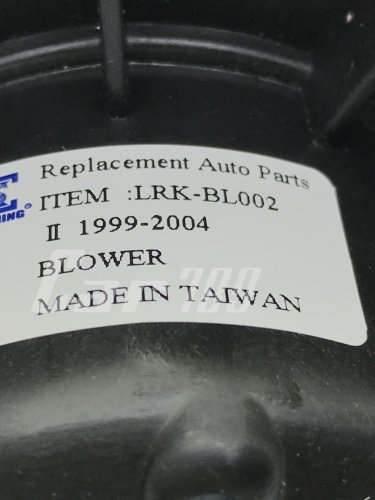 Replacement Auto Parts
ITEM :LRK-BL002
II 1999-2004
BLOWER
MADE IN TAIWAN